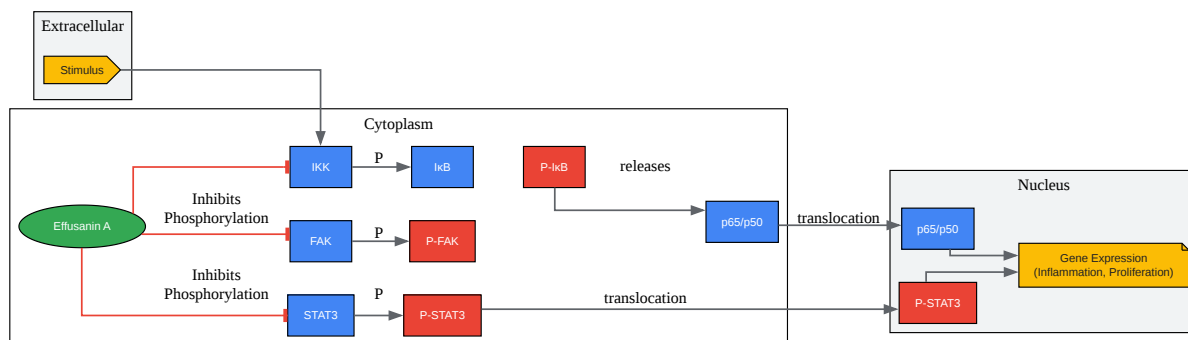 Extracellular
Stimulus
Cytoplasm
IKK
P
IκB
P-IκB
releases
Nucleus
Inhibits
Phosphorylation
Effusanin A
FAK
P
P-FAK
p65/p50
translocation
p65/p50
Gene Expression
(Inflammation, Proliferation)
Inhibits
Phosphorylation
STAT3
P
P-STAT3
translocation
P-STAT3